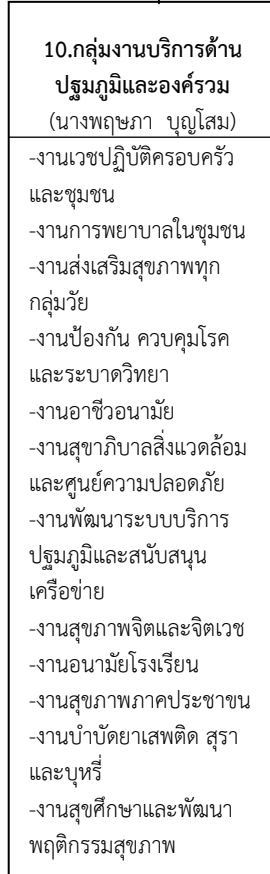 10.กลุ่มงานบริการด้าน
ปฐมภูมิและองค์รวม
(นางพฤษภา บุญโสม)
-งานเวชปฏิบัติครอบครัว
และชุมชน
-งานการพยาบาลในชุมชน
-งานส่งเสริมสุขภาพทุก
กลุ่มวัย
-งานป้องกัน ควบคุมโรค
และระบาดวิทยา
-งานอาชีวอนามัย
-งานสุขาภิบาลสิ่งแวดล้อม
และศูนย์ความปลอดภัย
-งานพัฒนาระบบบริการ
ปฐมภูมิและสนับสนุน
เครือข่าย
-งานสุขภาพจิตและจิตเวช
-งานอนามัยโรงเรียน
-งานสุขภาพภาคประชาขน
-งานบำบัดยาเสพติด สุรา
และบุหรี่
-งานสุขศึกษาและพัฒนา
พฤติกรรมสุขภาพ